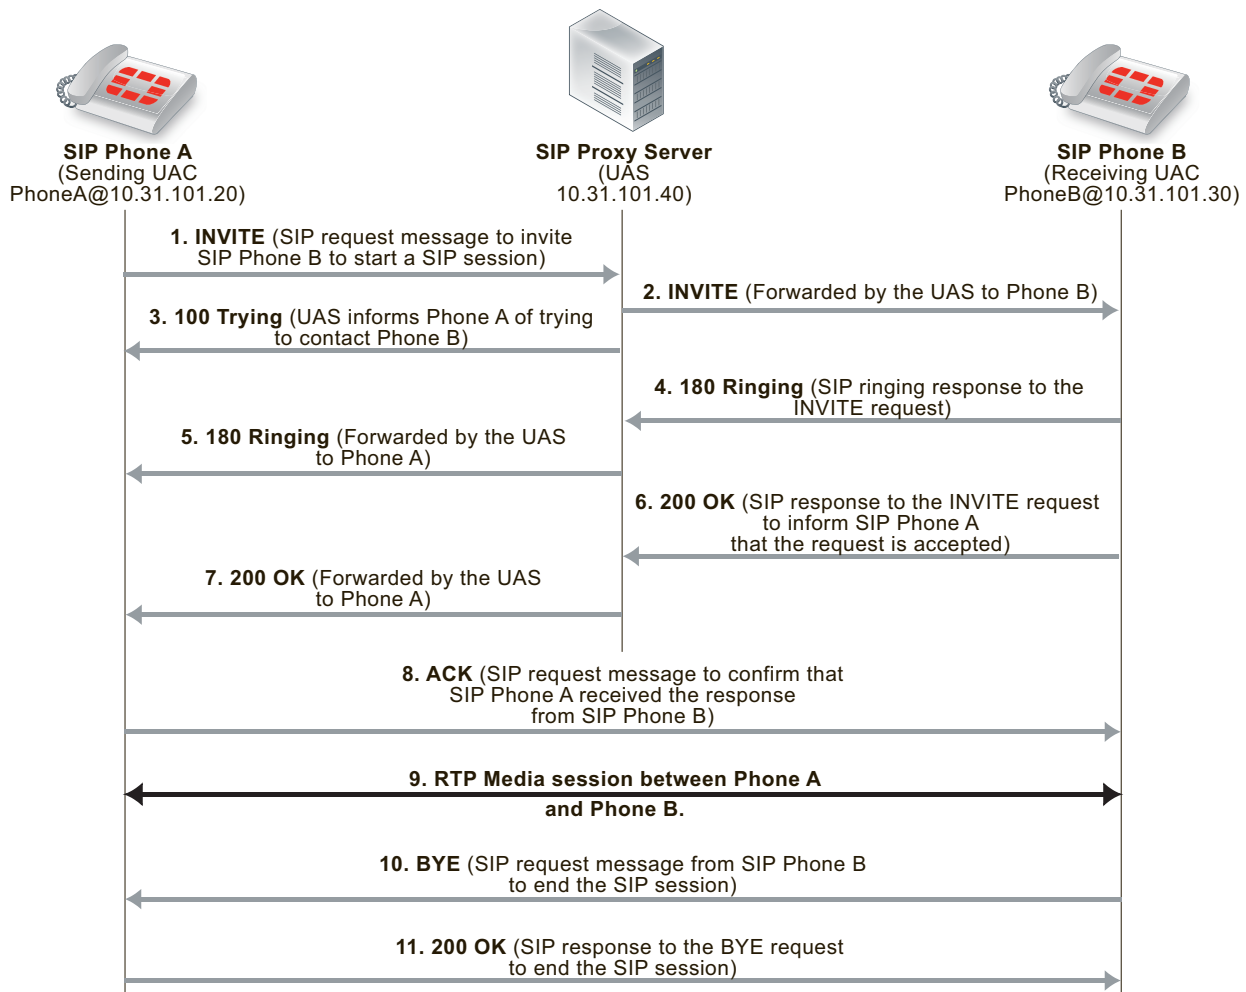 SIP Phone A
(Sending UAC
PhoneA@10.31.101.20)
SIP Proxy Server
(UAS
10.31.101.40)
SIP Phone B
(Receiving UAC
PhoneB@10.31.101.30)
1. INVITE (SIP request message to invite
SIP Phone B to start a SIP session)
2. INVITE (Forwarded by the UAS to Phone B)
3. 100 Trying (UAS informs Phone A of trying
to contact Phone B)
4. 180 Ringing (SIP ringing response to the
INVITE request)
5. 180 Ringing (Forwarded by the UAS
to Phone A)
6. 200 OK (SIP response to the INVITE request
to inform SIP Phone A
that the request is accepted)
7. 200 OK (Forwarded by the UAS
to Phone A)
8. ACK (SIP request message to confirm that
SIP Phone A received the response
from SIP Phone B)
9. RTP Media session between Phone A
and Phone B.
10. BYE (SIP request message from SIP Phone B
to end the SIP session)
11. 200 OK (SIP response to the BYE request
to end the SIP session)